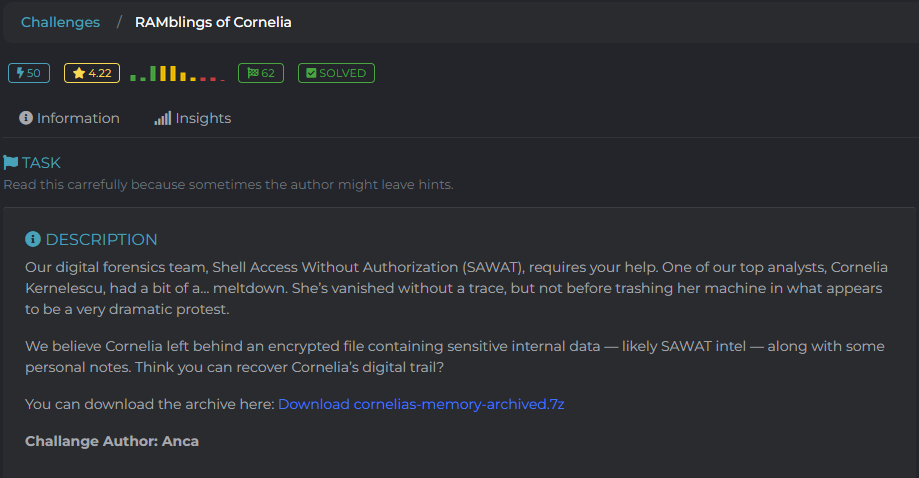 Challenges / RAMblings of Cornelia
50 4.22 62 SOLVED
Information Insights
TASK
Read this carrefully because sometimes the author might leave hints.
DESCRIPTION
Our digital forensics team, Shell Access Without Authorization (SAWAT), requires your help. One of our top analysts, Cornelia
Kernelescu, had a bit of a... meltdown. She's vanished without a trace, but not before trashing her machine in what appears
to be a very dramatic protest.
We believe Cornelia left behind an encrypted file containing sensitive internal data — likely SAWAT intel — along with some
personal notes. Think you can recover Cornelia's digital trail?
You can download the archive here: Download cornelias-memory-archived.7z
Challange Author: Anca